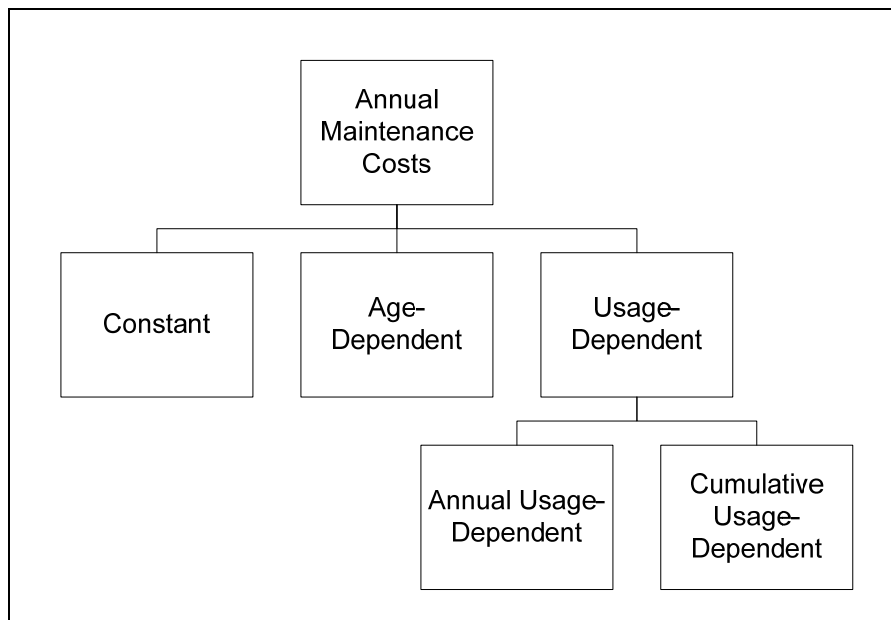 Annual
Maintenance
Costs
Constant
Age-
Dependent
Usage-
Dependent
Annual Usage-
Dependent
Cumulative
Usage-
Dependent